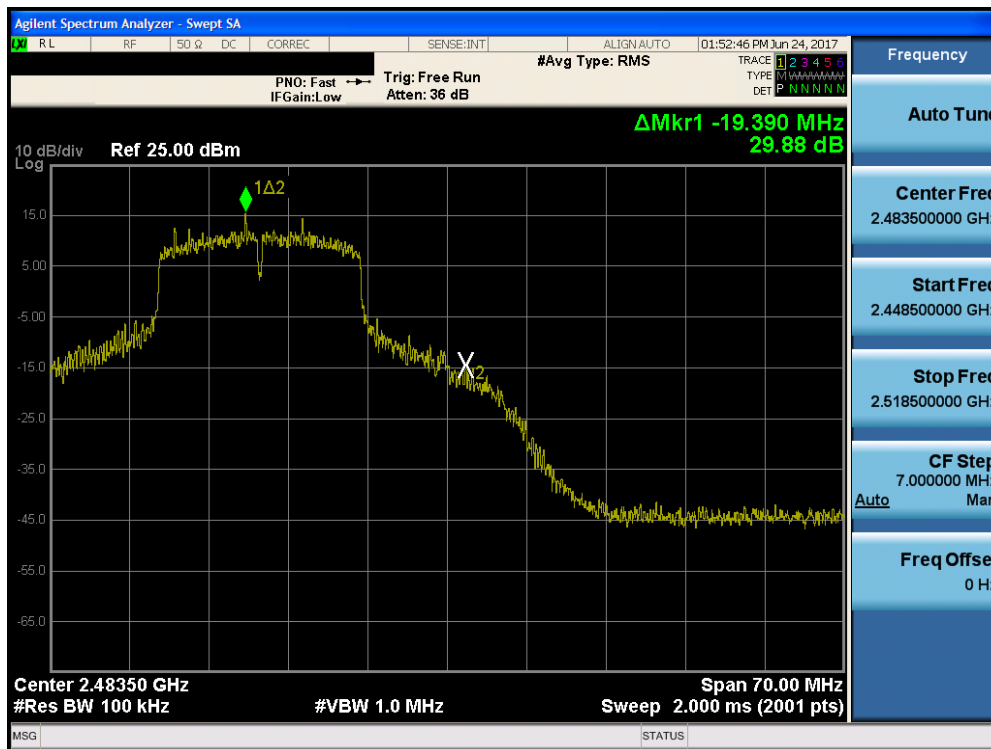 Agilent Spectrum Analyzer - Swept SA
LXI RL RF 50 Ω DC CORREC SENSE:INT ALIGN AUTO 01:52:46 PM Jun 24, 2017
Frequency
#Avg Type: RMS
TRACE 1 2 3 4 5 6
PNO: Fast Trig: Free Run
TYPE M
IFGain:Low Atten: 36 dB
DET P N N N N N
ΔMkr1 -19.390 MHz
29.88 dB
10 dB/div Ref 25.00 dBm
Log
1Δ2
15.0
5.00
-5.00
-15.0
X2
-25.0
-35.0
-45.0
-55.0
-65.0
Center 2.48350 GHz Span 70.00 MHz
#Res BW 100 kHz #VBW 1.0 MHz Sweep 2.000 ms (2001 pts)
MSG STATUS
Auto Tune
Center Freq
2.483500000 GH
Start Freq
2.448500000 GH
Stop Freq
2.518500000 GH
CF Step
7.000000 MH
Auto Man
Freq Offse
0 H